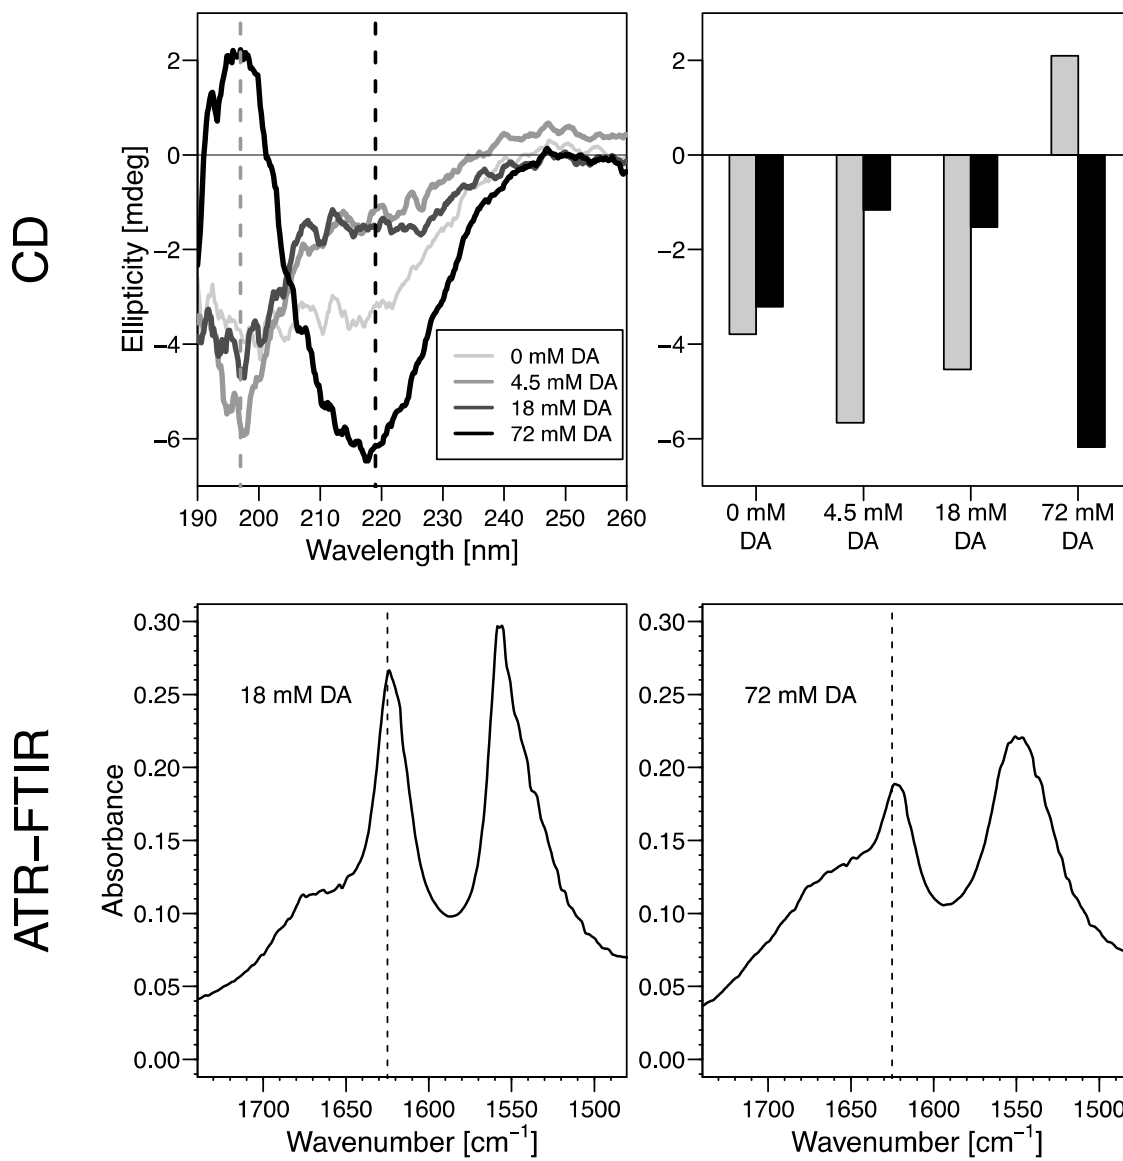 CD
Ellipticity [mdeg]
2
0
−2
−4
−6
0 mM DA
4.5 mM DA
18 mM DA
72 mM DA
190 200 210 220 230 240 250 260
Wavelength [nm]
2
0
−2
−4
−6
0 mM DA
4.5 mM DA
18 mM DA
72 mM DA
ATR−FTIR
Absorbance
0.30
0.25
0.20
0.15
0.10
0.05
0.00
18 mM DA
1700 1650 1600 1550 1500
Wavenumber [cm−1]
0.30
0.25
0.20
0.15
0.10
0.05
0.00
72 mM DA
1700 1650 1600 1550 1500
Wavenumber [cm−1]